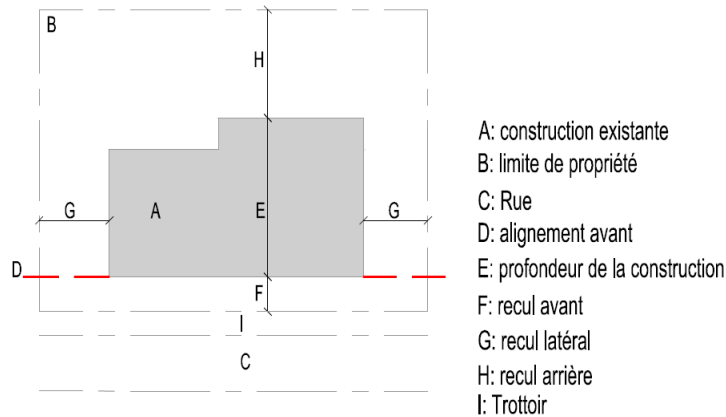 B
H
G
A
E
G
D
F
I
C
A: construction existante
B: limite de propriété
C: Rue
D: alignement avant
E: profondeur de la construction
F: recul avant
G: recul latéral
H: recul arrière
I: Trottoir